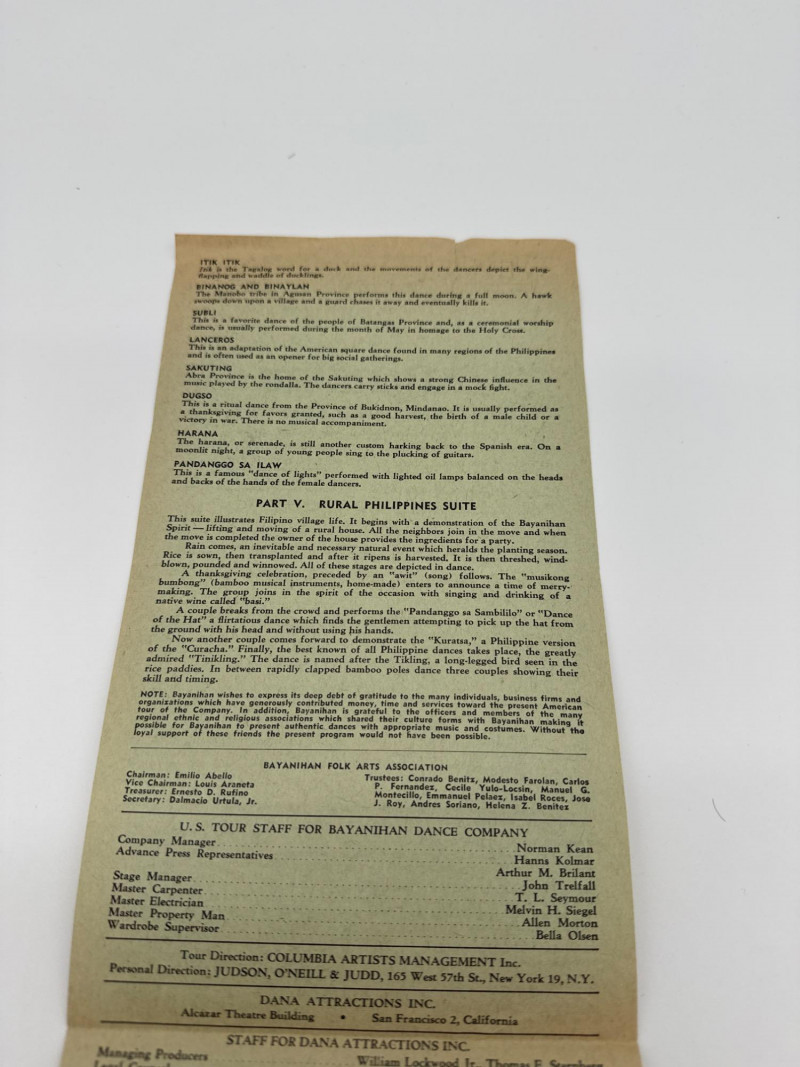 ITIK ITIK
Itik is the Tagalog word for a duck and the movements of the dancers depict the wing-
flapping and waddle of ducklings.
BINANOG AND BINAYLAN
The Manobo tribe in Agusan Province performs this dance during a full moon. A hawk
swoops down upon a village and a guard chases it away and eventually kills it.
SUBLI
This is a favorite dance of the people of Batangas Province and, as a ceremonial worship
dance, is usually performed during the month of May in homage to the Holy Cross.
LANCEROS
This is an adaptation of the American square dance found in many regions of the Philippines
and is often used as an opener for big social gatherings.
SAKUTING
Abra Province is the home of the Sakuting which shows a strong Chinese influence in the
music played by the rondalla. The dancers carry sticks and engage in a mock fight.
DUGSO
This is a ritual dance from the Province of Bukidnon, Mindanao. It is usually performed as
a thanksgiving for favors granted, such as a good harvest, the birth of a male child or a
victory in war. There is no musical accompaniment.
HARANA
The harana, or serenade, is still another custom harking back to the Spanish era. On a
moonlit night, a group of young people sing to the plucking of guitars.
PANDANGGO SA ILAW
This is a famous "dance of lights" performed with lighted oil lamps balanced on the heads
and backs of the hands of the female dancers.
PART V. RURAL PHILIPPINES SUITE
This suite illustrates Filipino village life. It begins with a demonstration of the Bayanihan
Spirit — lifting and moving of a rural house. All the neighbors join in the move and when
the move is completed the owner of the house provides the ingredients for a party.
Rain comes, an inevitable and necessary natural event which heralds the planting season.
Rice is sown, then transplanted and after it ripens is harvested. It is then threshed, wind-
blown, pounded and winnowed. All of these stages are depicted in dance.
A thanksgiving celebration, preceded by an "awit" (song) follows. The "musikong
bumbong" (bamboo musical instruments, home-made) enters to announce a time of merry-
making. The group joins in the spirit of the occasion with singing and drinking of a
native wine called "basi."
A couple breaks from the crowd and performs the "Pandanggo sa Sambililo" or "Dance
of the Hat" a flirtatious dance which finds the gentlemen attempting to pick up the hat from
the ground with his head and without using his hands.
Now another couple comes forward to demonstrate the "Kuratsa," a Philippine version
of the "Curacha." Finally, the best known of all Philippine dances takes place, the greatly
admired "Tinikling." The dance is named after the Tikling, a long-legged bird seen in the
rice paddies. In between rapidly clapped bamboo poles dance three couples showing their
skill and timing.
NOTE: Bayanihan wishes to express its deep debt of gratitude to the many individuals, business firms and
organizations which have generously contributed money, time and services toward the present American
tour of the Company. In addition, Bayanihan is grateful to the officers and members of the many
regional ethnic and religious associations which shared their culture forms with Bayanihan making it
possible for Bayanihan to present authentic dances with appropriate music and costumes. Without the
loyal support of these friends the present program would not have been possible.
BAYANIHAN FOLK ARTS ASSOCIATION
Chairman: Emilio Abello
Vice Chairman: Louis Araneta
Treasurer: Ernesto D. Rufino
Secretary: Dalmacio Urtula, Jr.
Trustees: Conrado Benitz, Modesto Farolan, Carlos
P. Fernandez, Cecile Yulo-Locsin, Manuel G.
Montecillo, Emmanuel Pelaez, Isabel Roces, Jose
J. Roy, Andres Soriano, Helena Z. Benitez
U.S. TOUR STAFF FOR BAYANIHAN DANCE COMPANY
Company Manager Norman Kean
Advance Press Representatives Hanns Kolmar
Arthur M. Brilant
Stage Manager John Trelfall
Master Carpenter T. L. Seymour
Master Electrician Melvin H. Siegel
Master Property Man Allen Morton
Wardrobe Supervisor Bella Olsen
Tour Direction: COLUMBIA ARTISTS MANAGEMENT Inc.
Personal Direction: JUDSON, O'NEILL & JUDD, 165 West 57th St., New York 19, N.Y.
DANA ATTRACTIONS INC.
Alcazar Theatre Building • San Francisco 2, California
STAFF FOR DANA ATTRACTIONS INC.
Managing Producers William Lockwood Jr., Thomas F.